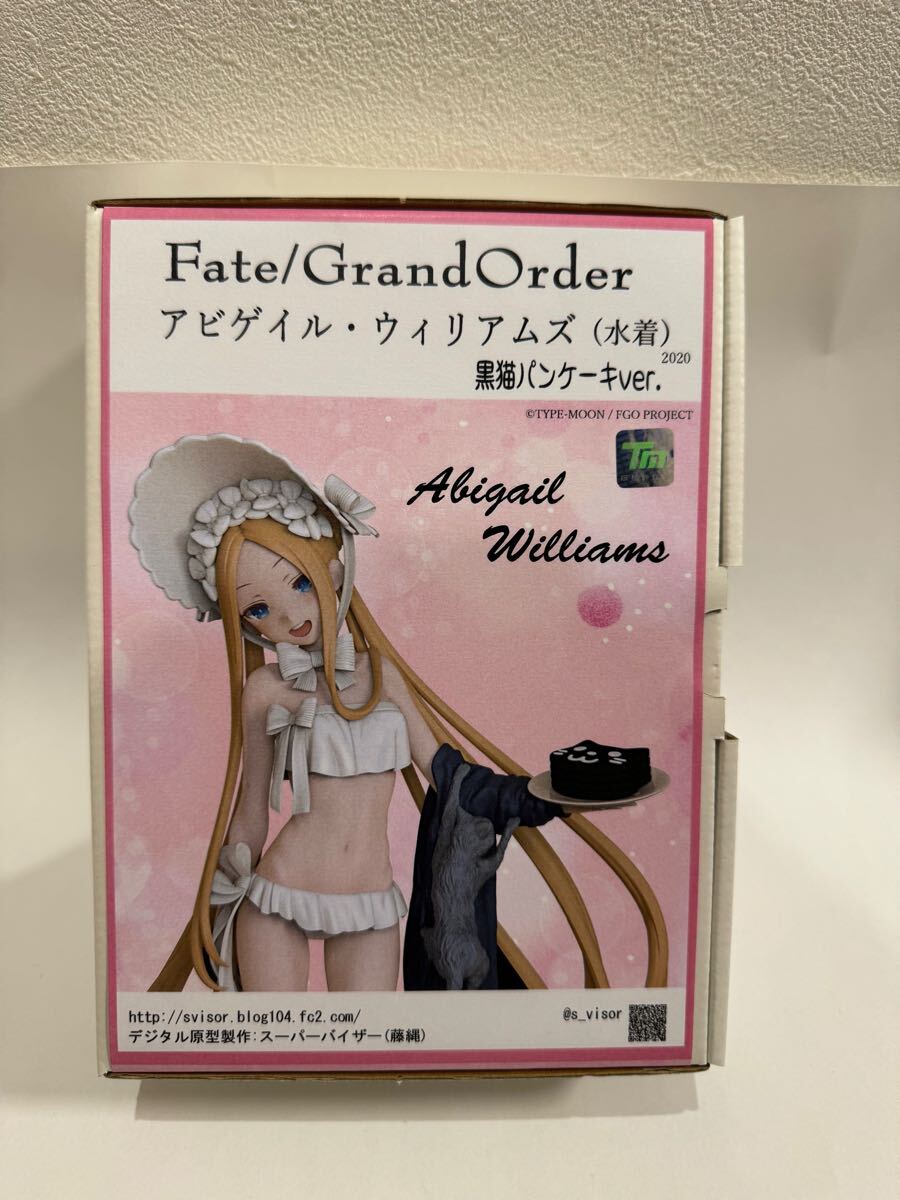 Fate/GrandOrder
アビゲイル・ウィリアムズ（水着）
2020
黒猫パンケーキver.
©TYPE-MOON / FGO PROJECT
TM
Abigail
Williams
http://svisor.blog104.fc2.com/
@s_visor
デジタル原型製作:スーパーバイザー(藤縄)